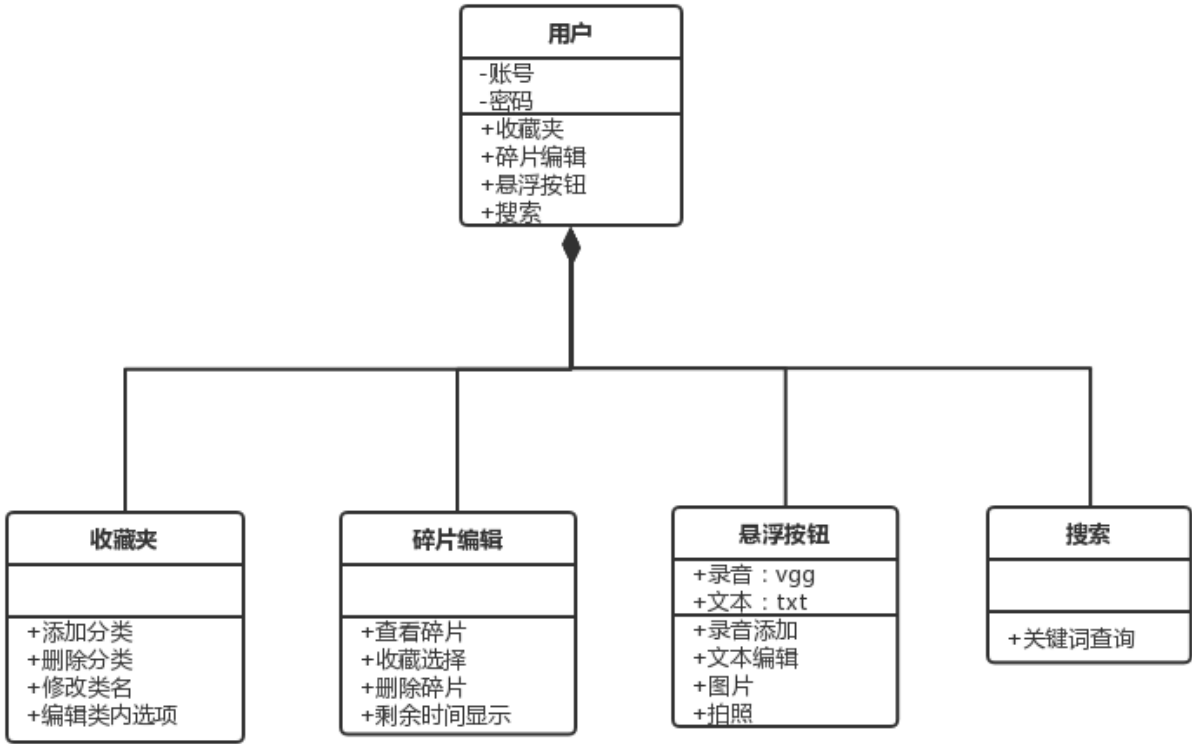 用户
-账号
-密码
+收藏夹
+碎片编辑
+悬浮按钮
+搜索
收藏夹
+添加分类
+删除分类
+修改类名
+编辑类内选项
碎片编辑
+查看碎片
+收藏选择
+删除碎片
+剩余时间显示
悬浮按钮
+录音：vgg
+文本：txt
+录音添加
+文本编辑
+图片
+拍照
搜索
+关键词查询